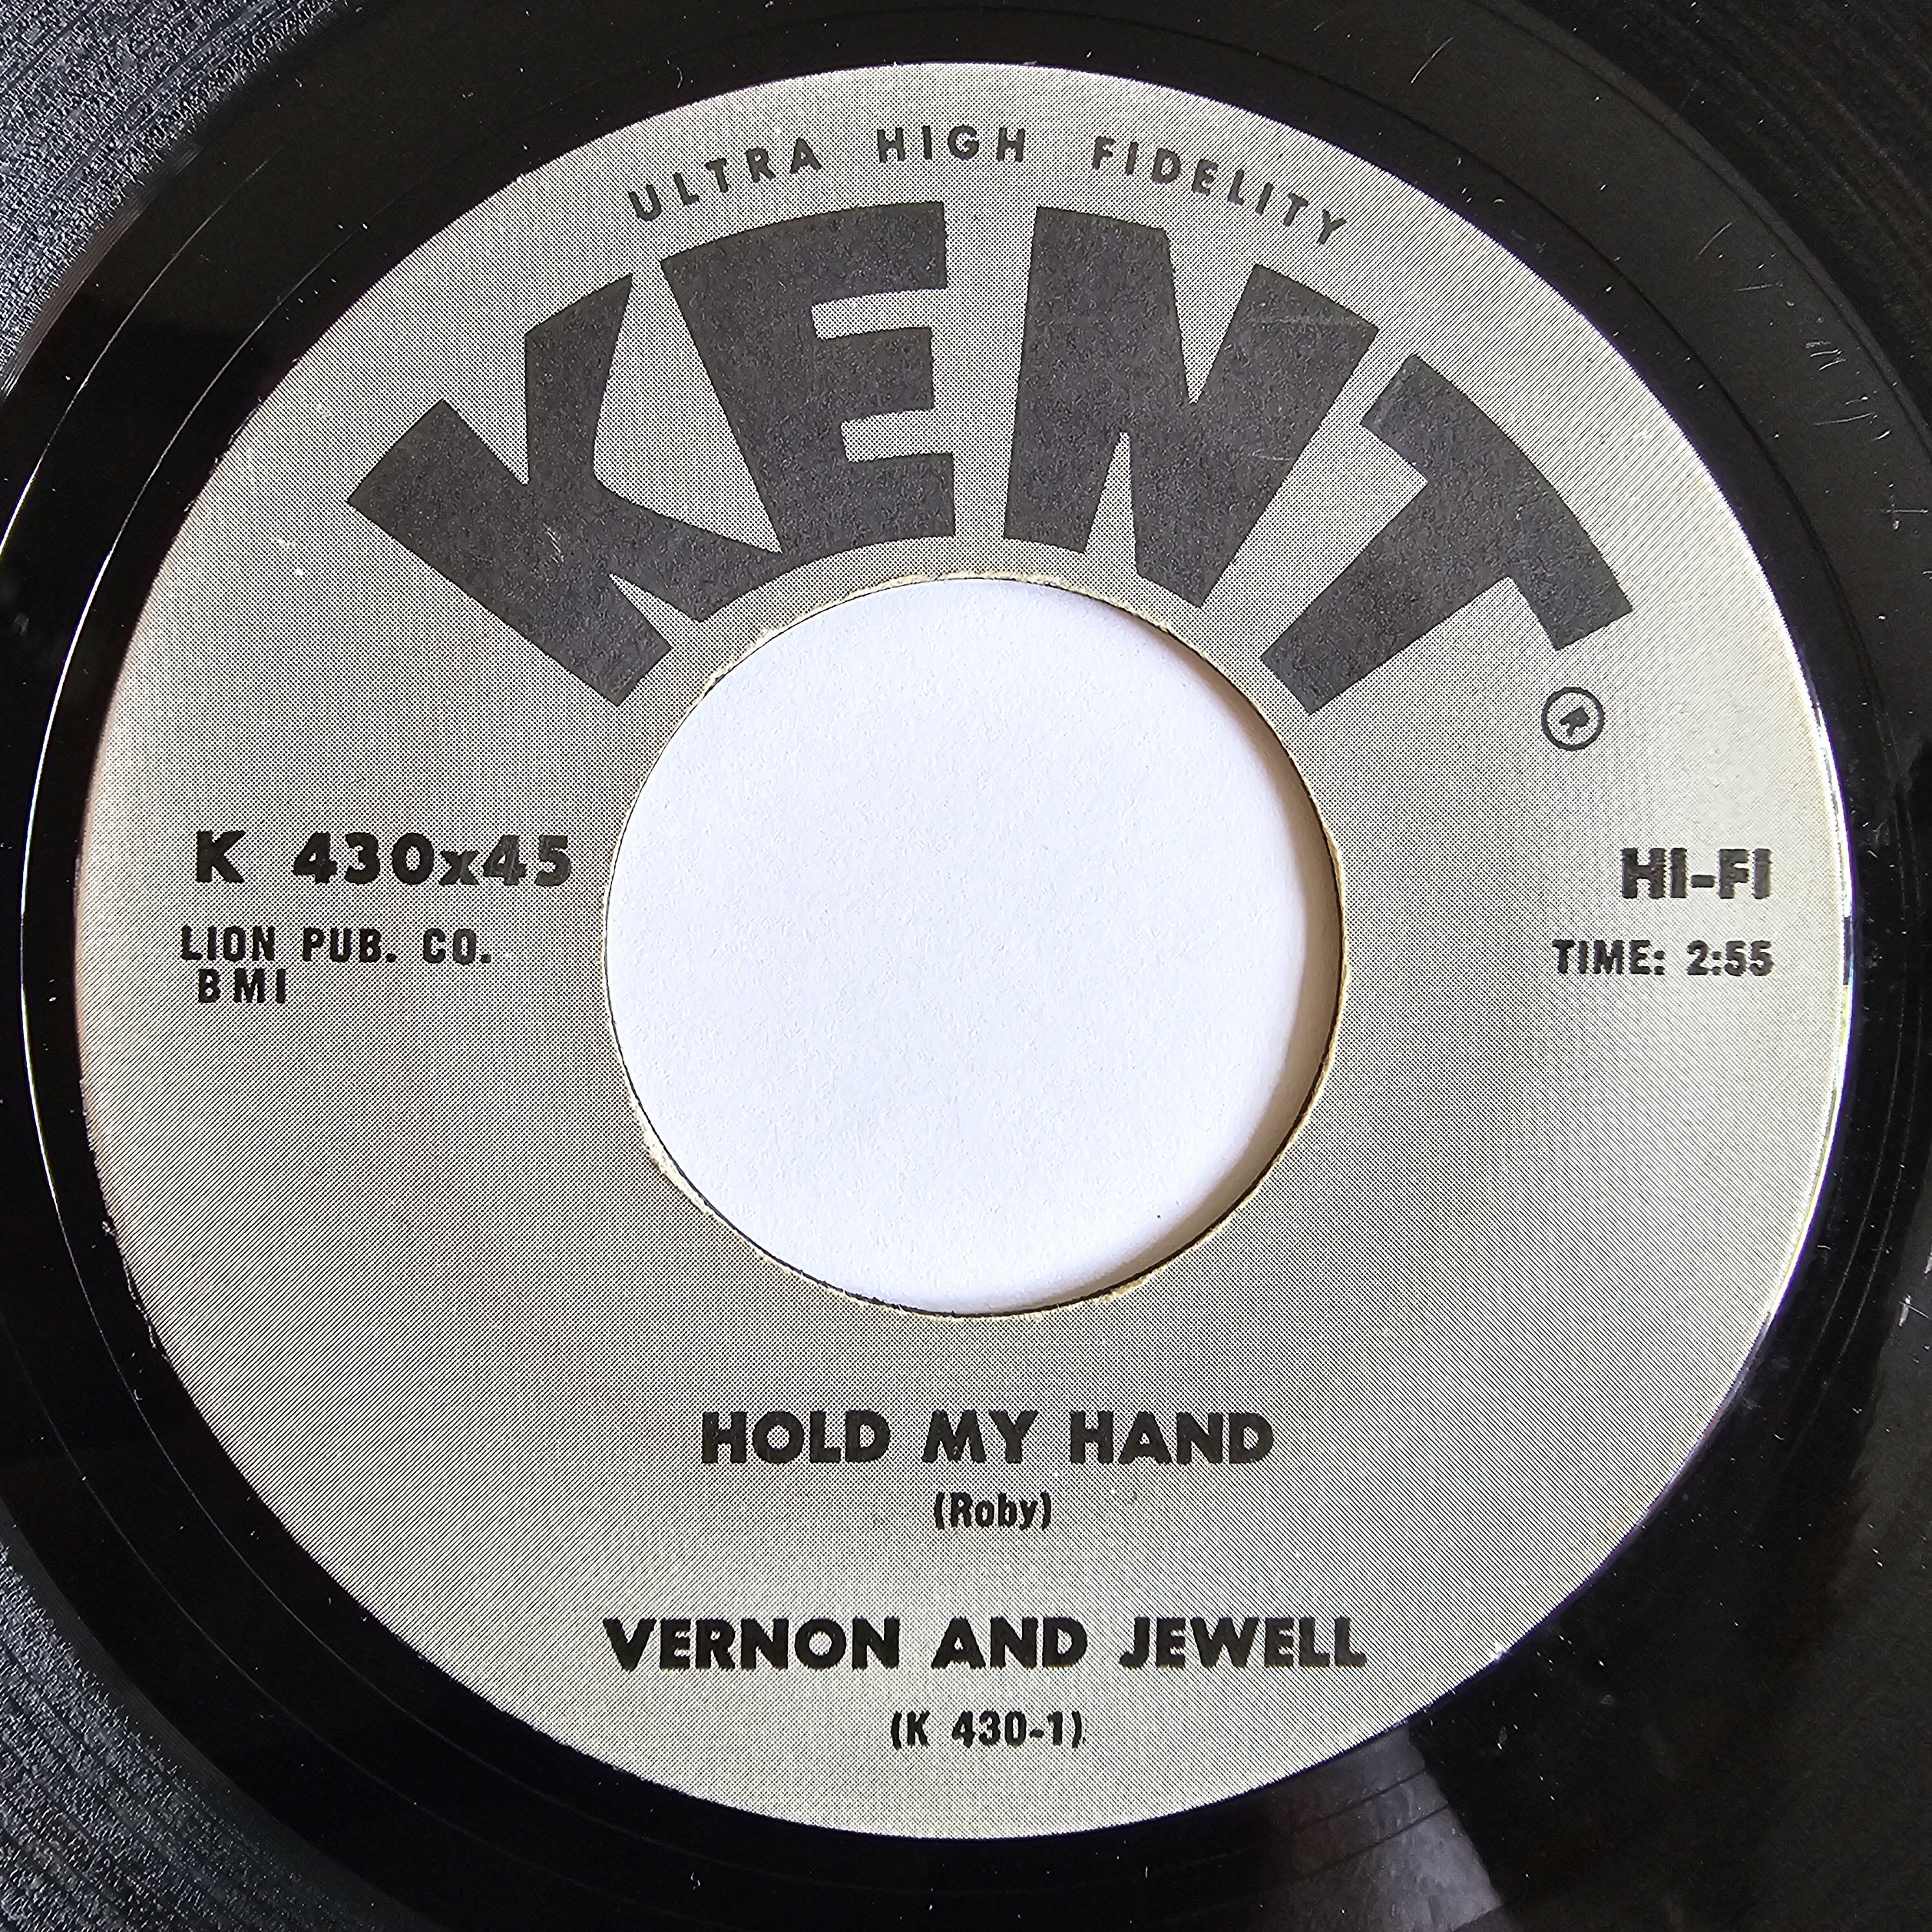 ULTRA HIGH FIDELITY
KENT
K 430x45
LION PUB. CO.
BMI
HI-FI
TIME: 2:55
HOLD MY HAND
(Roby)
VERNON AND JEWELL
(K 430-1)